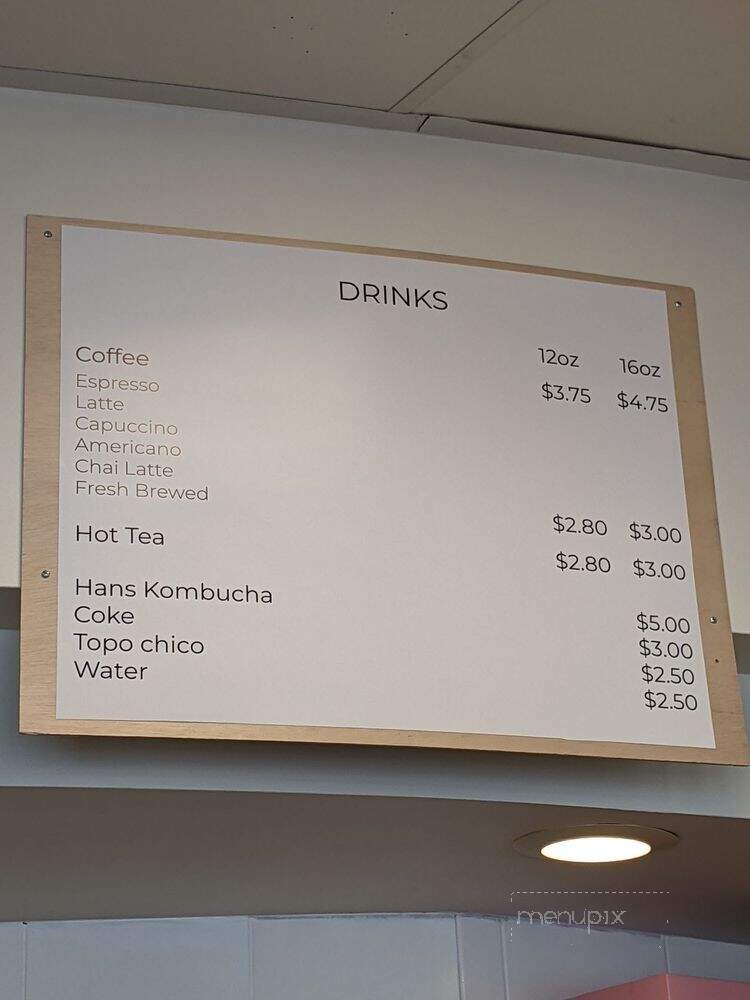 DRINKS
Coffee 12oz 16oz
Espresso $3.75 $4.75
Latte
Capuccino
Americano
Chai Latte
Fresh Brewed $2.80 $3.00
Hot Tea $2.80 $3.00
Hans Kombucha $5.00
Coke $3.00
Topo chico $2.50
Water $2.50
menupix